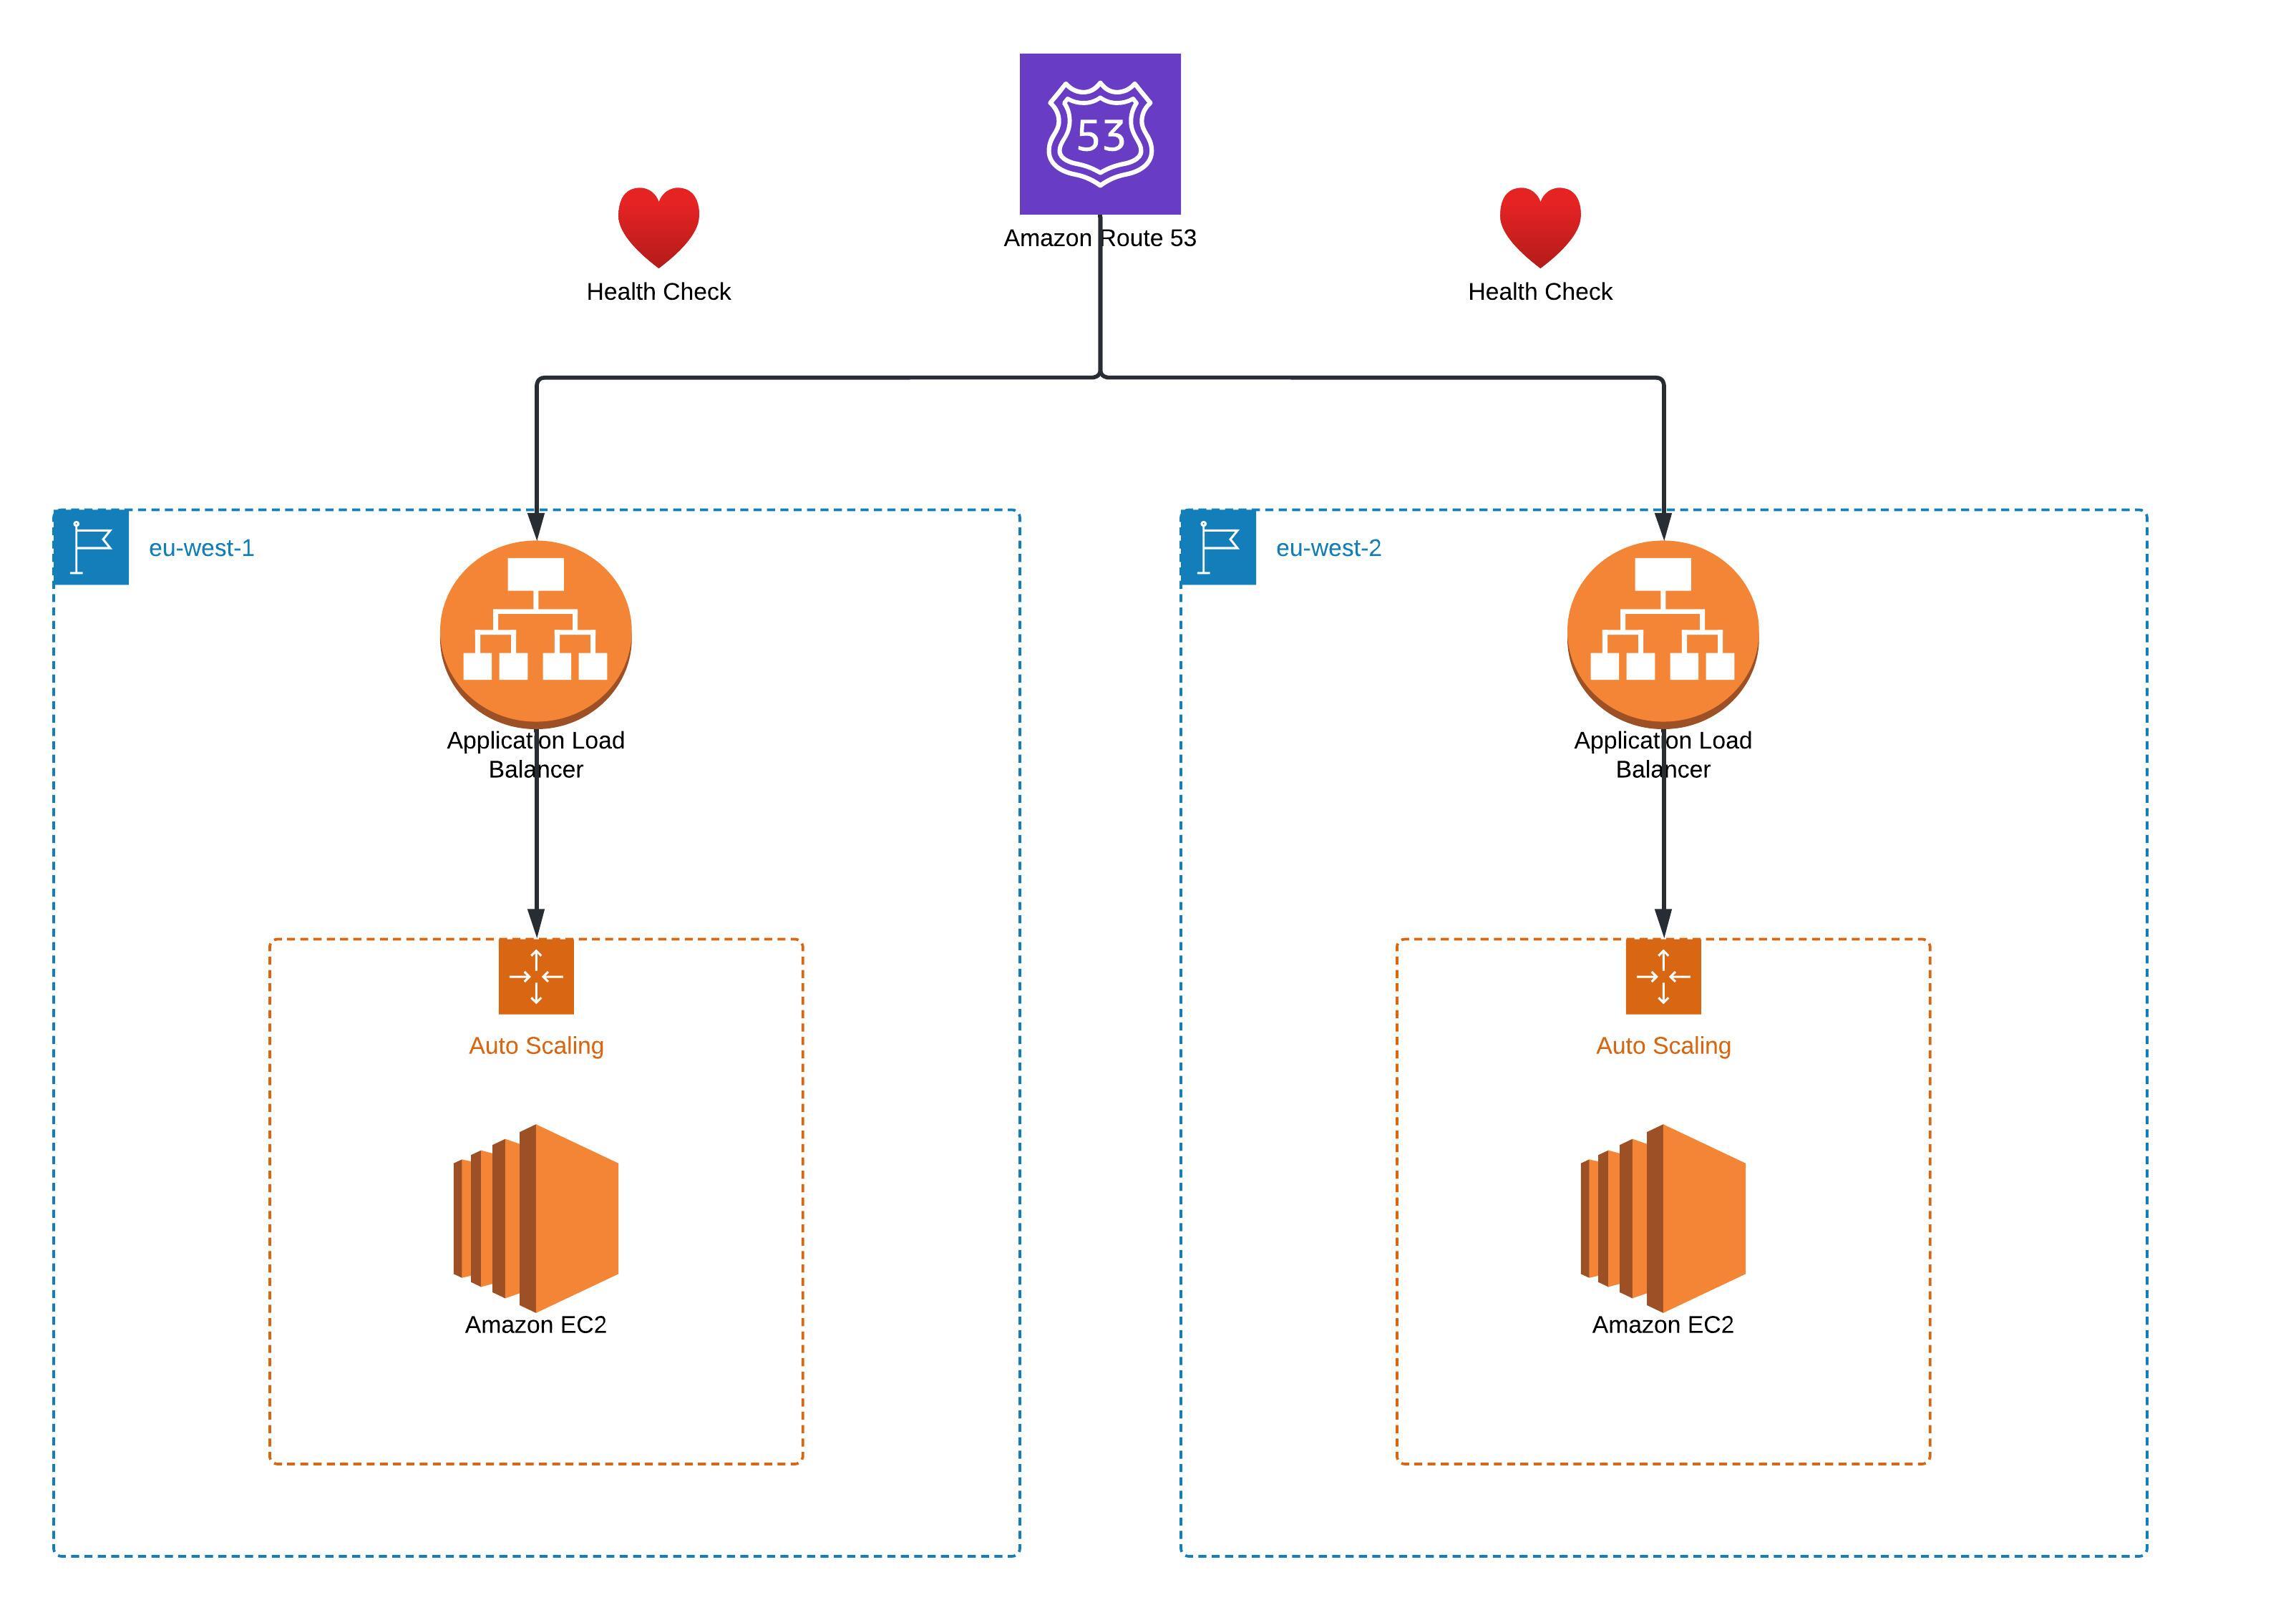 53
Amazon Route 53
Health Check
Health Check
eu-west-1
eu-west-2
Application Load
Balancer
Application Load
Balancer
Auto Scaling
Auto Scaling
Amazon EC2
Amazon EC2